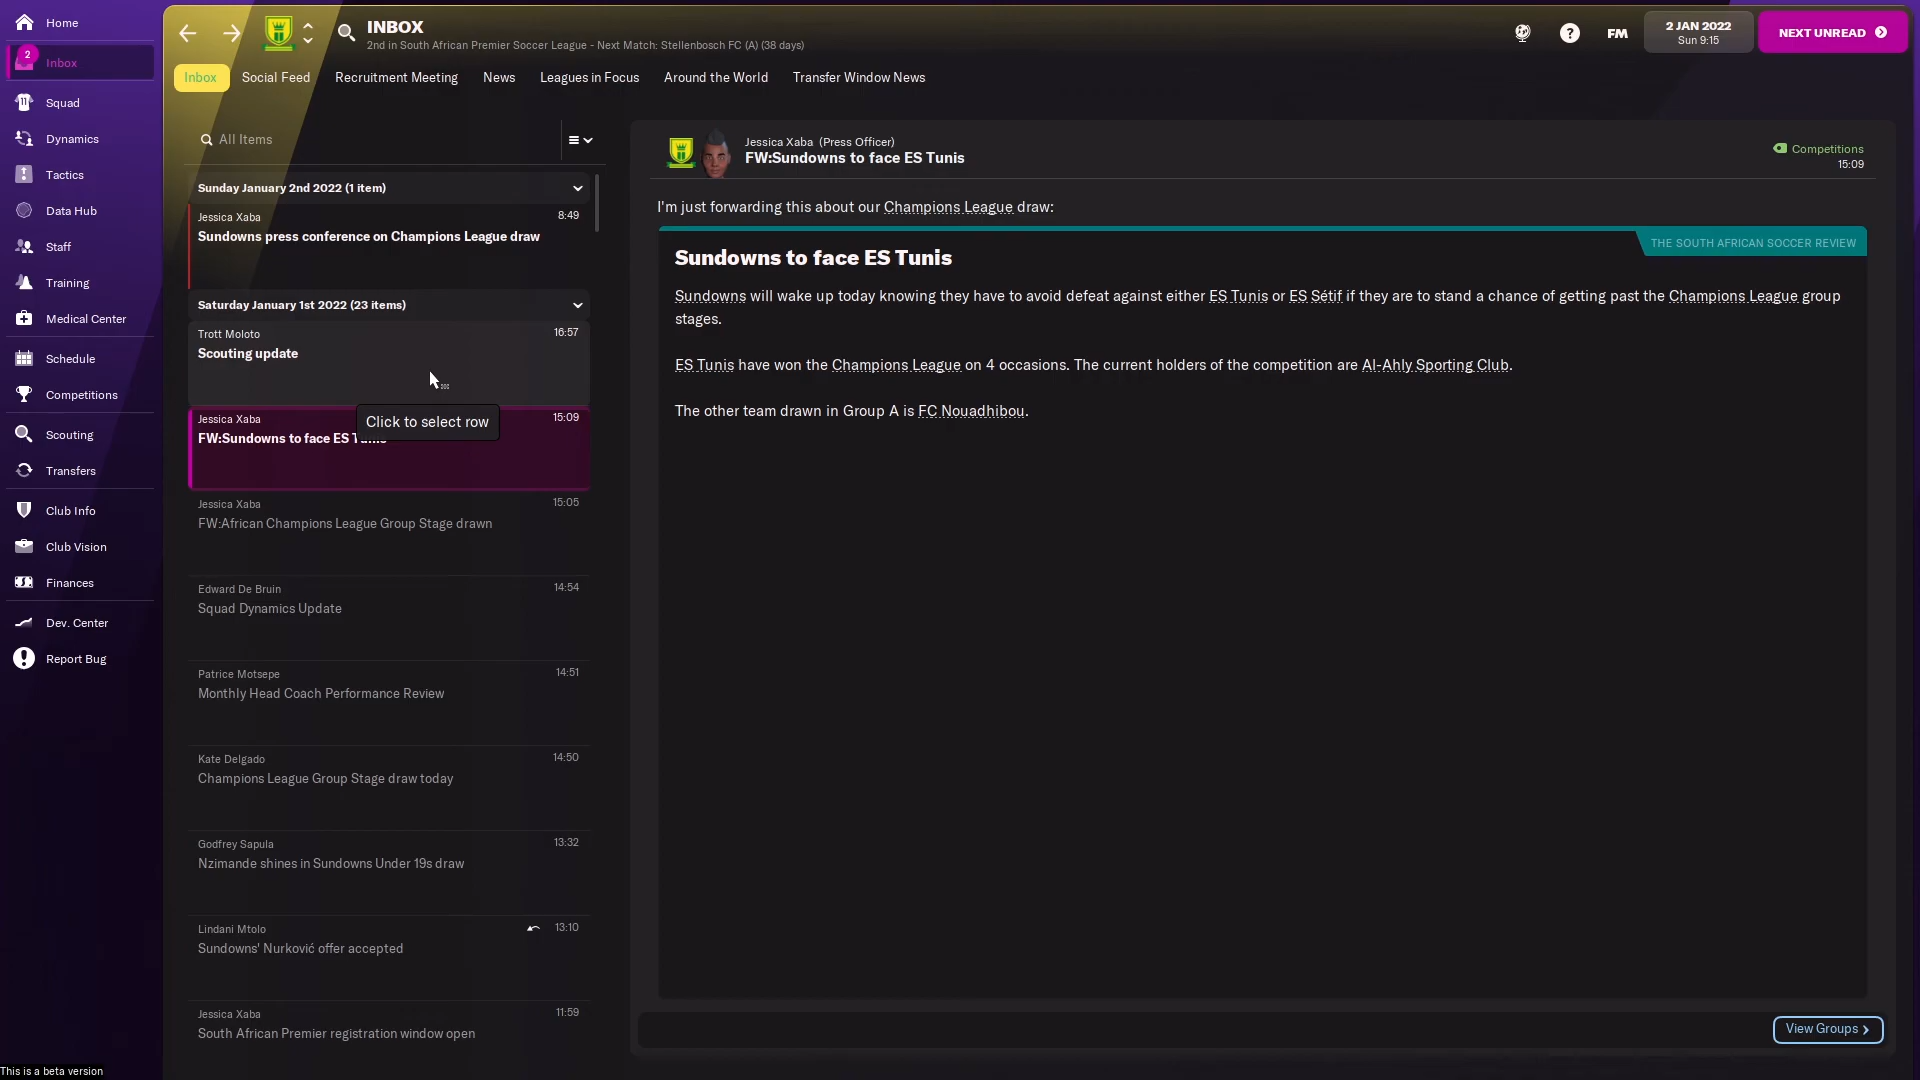 Home
2
Inbox
Squad
Dynamics
Tactics
Data Hub
Staff
Training
Medical Center
Schedule
Competitions
Scouting
Transfers
Club Info
Club Vision
Finances
Dev. Center
Report Bug
This is a beta version
INBOX
2nd in South African Premier Soccer League - Next Match: Stellenbosch FC (A) (38 days)
FM
2 JAN 2022
Sun 9:15
NEXT UNREAD
Inbox
Social Feed
Recruitment Meeting
News
Leagues in Focus
Around the World
Transfer Window News
All Items
Sunday January 2nd 2022 (1 item)
Jessica Xaba
8:49
Sundowns press conference on Champions League draw
Saturday January 1st 2022 (23 items)
Trott Moloto
16:57
Scouting update
Jessica Xaba
15:09
Click to select row
FW:Sundowns to face ES
Jessica Xaba
15:05
FW:African Champions League Group Stage drawn
Edward De Bruin
14:54
Squad Dynamics Update
Patrice Motsepe
14:51
Monthly Head Coach Performance Review
Kate Delgado
14:50
Champions League Group Stage draw today
Godfrey Sapula
13:32
Nzimande shines in Sundowns Under 19s draw
Lindani Mtolo
13:10
Sundowns' Nurković offer accepted
Jessica Xaba
11:59
South African Premier registration window open
Jessica Xaba (Press Officer)
FW:Sundowns to face ES Tunis
Competitions
15:09
I'm just forwarding this about our Champions League draw:
THE SOUTH AFRICAN SOCCER REVIEW
Sundowns to face ES Tunis
Sundowns will wake up today knowing they have to avoid defeat against either ES Tunis or ES Sétif if they are to stand a chance of getting past the Champions League group
stages.
ES Tunis have won the Champions League on 4 occasions. The current holders of the competition are Al-Ahly Sporting Club.
The other team drawn in Group A is FC Nouadhibou.
View Groups